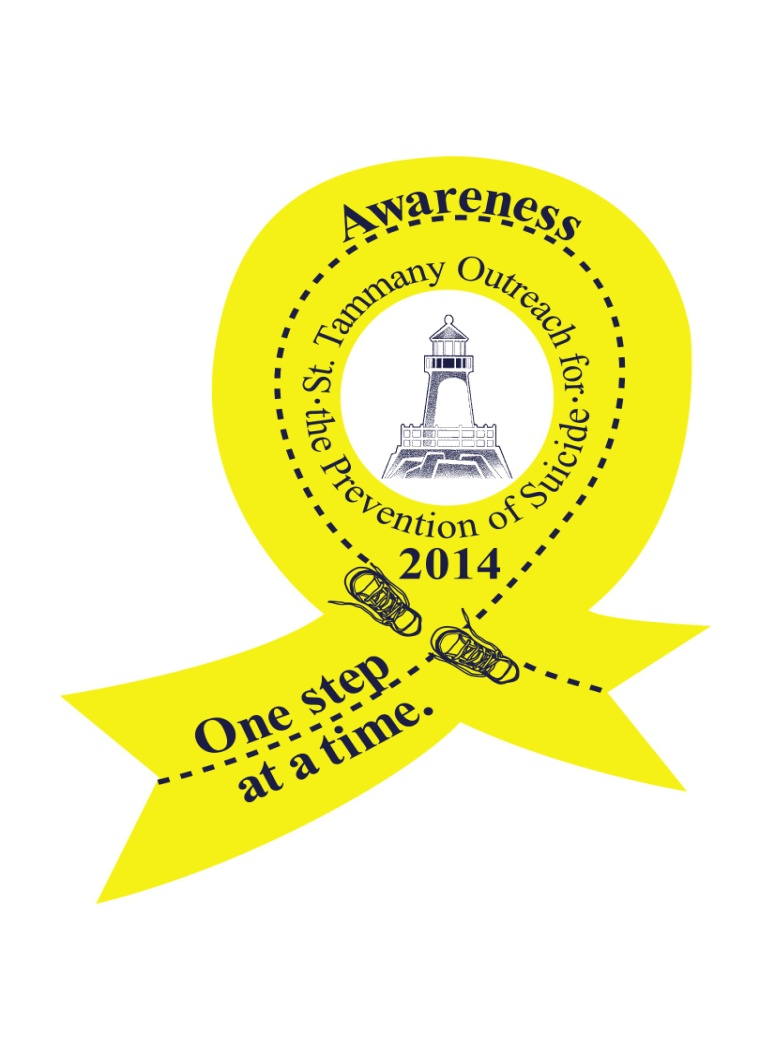 Awareness
St. Tammany Outreach for
·the Prevention of Suicide·
2014
One step
at a time.